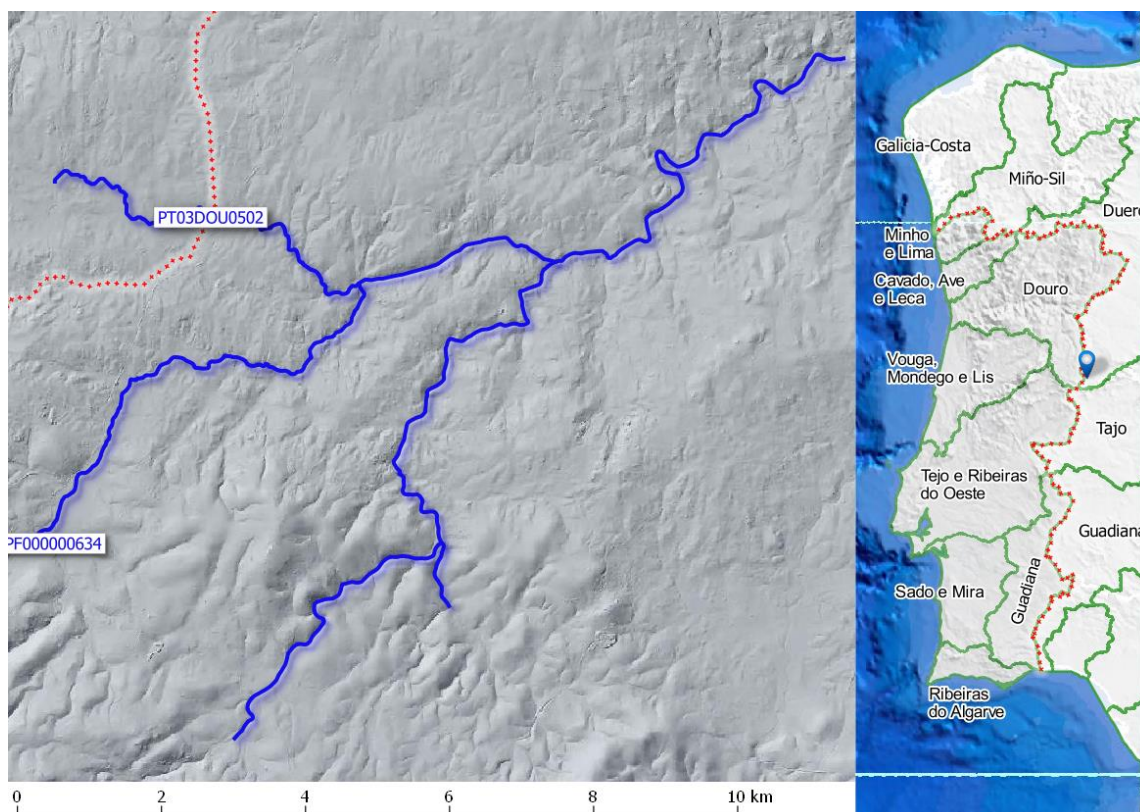 PT03DOU0502
PF000000634
0 2 4 6 8 10 km
Galicia-Costa
Miño-Sil
Duero
Minho
e Lima
Cavado, Ave
e Leca
Douro
Vouga,
Mondego e Lis
Tajo
Tejo e Ribeiras
do Oeste
Guadiana
Sado e Mira
Guadiana
Ribeiras
do Algarve